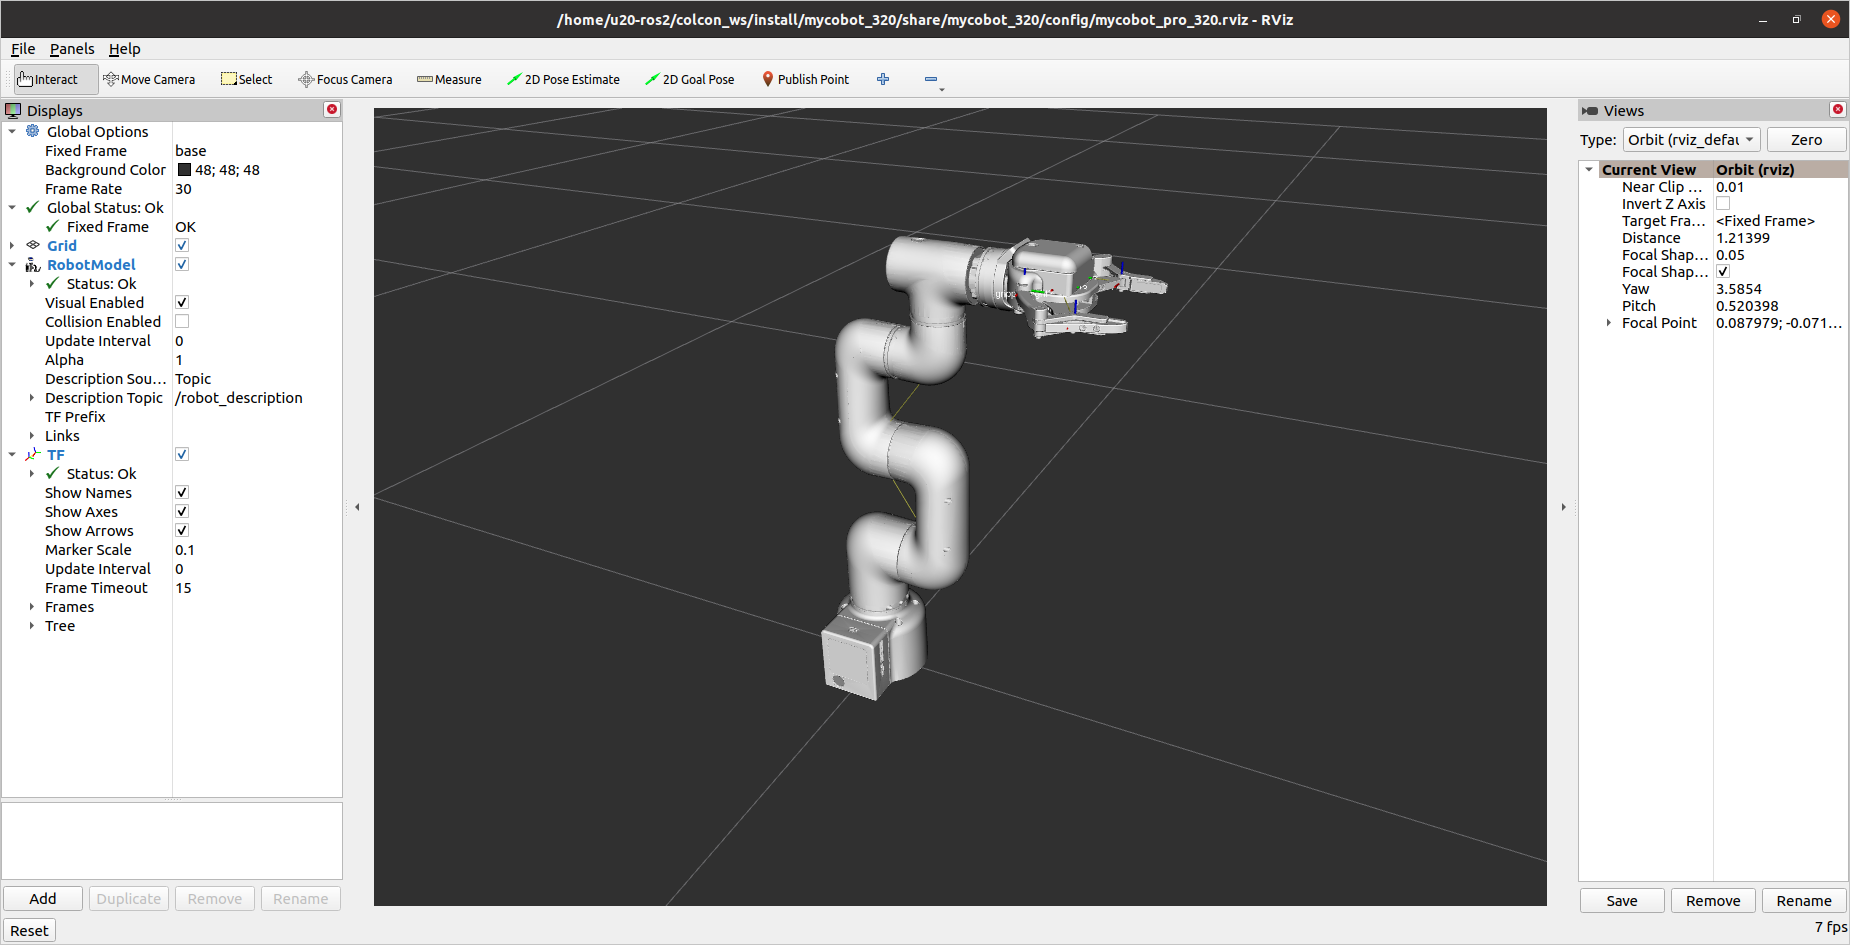 /home/u20-ros2/colcon_ws/install/mycobot_320/share/mycobot_320/config/mycobot_pro_320.rviz - RViz
File Panels Help
Interact Move Camera Select Focus Camera Measure 2D Pose Estimate 2D Goal Pose Publish Point
Displays
Global Options
Fixed Frame base
Background Color 48; 48; 48
Frame Rate 30
Global Status: Ok
Fixed Frame OK
Grid
RobotModel
Status: Ok
Visual Enabled
Collision Enabled
Update Interval 0
Alpha 1
Description Sou... Topic
Description Topic /robot_description
TF Prefix
Links
TF
Status: Ok
Show Names
Show Axes
Show Arrows
Marker Scale 0.1
Update Interval 0
Frame Timeout 15
Frames
Tree
Add Duplicate Remove Rename
Reset
Views
Type: Orbit (rviz_defau Zero
Current View Orbit (rviz)
Near Clip ... 0.01
Invert Z Axis
Target Fra... <Fixed Frame>
Distance 1.21399
Focal Shap... 0.05
Focal Shap...
Yaw 3.5854
Pitch 0.520398
Focal Point 0.087979; -0.071...
Save Remove Rename
7 fps